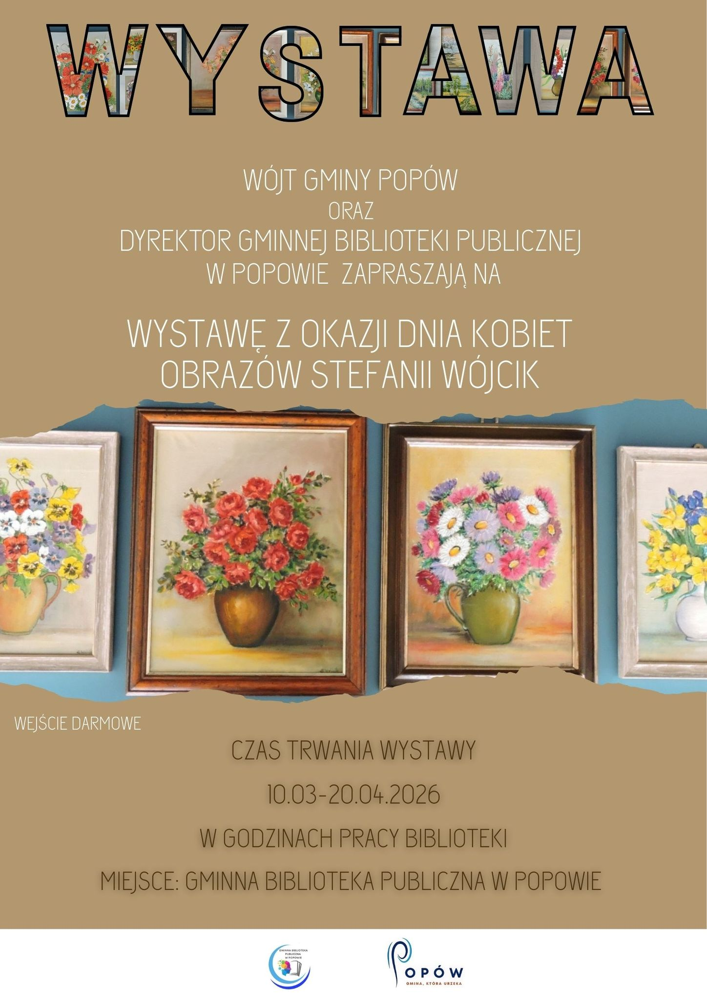 WYSTAWA
WÓJT GMINY POPÓW
ORAZ
DYREKTOR GMINNEJ BIBLIOTEKI PUBLICZNEJ
W POPOWIE ZAPRASZAJĄ NA
WYSTAWĘ Z OKAZJI DNIA KOBIET
OBRAZÓW STEFANII WÓJCIK
WEJŚCIE DARMOWE
CZAS TRWANIA WYSTAWY
10.03-20.04.2026
W GODZINACH PRACY BIBLIOTEKI
MIEJSCE: GMINNA BIBLIOTEKA PUBLICZNA W POPOWIE
GMINNA BIBLIOTEKA
PUBLICZNA
W POPOWIE
POPÓW
GMINA, KTÓRA URZEKA